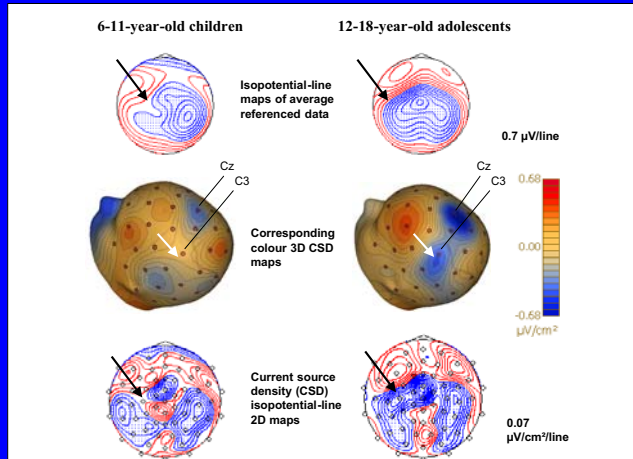 6-11-year-old children
12-18-year-old adolescents
Isopotential-line
maps of average
referenced data
0.7 µV/line
Cz
C3
Cz
C3
0.68
Corresponding
colour 3D CSD
maps
0.00
-0.68
µV/cm²
Current source
density (CSD)
isopotential-line
2D maps
0.07
µV/cm²/line